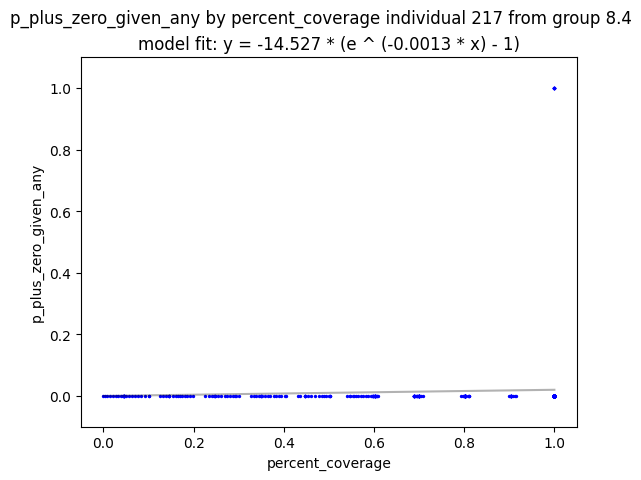 p_plus_zero_given_any by percent_coverage individual 217 from group 8.4
model fit: y = -14.527 * (e ^ (-0.0013 * x) - 1)
1.0
0.8
0.6
0.4
0.2
0.0
p_plus_zero_given_any
0.0 0.2 0.4 0.6 0.8 1.0
percent_coverage